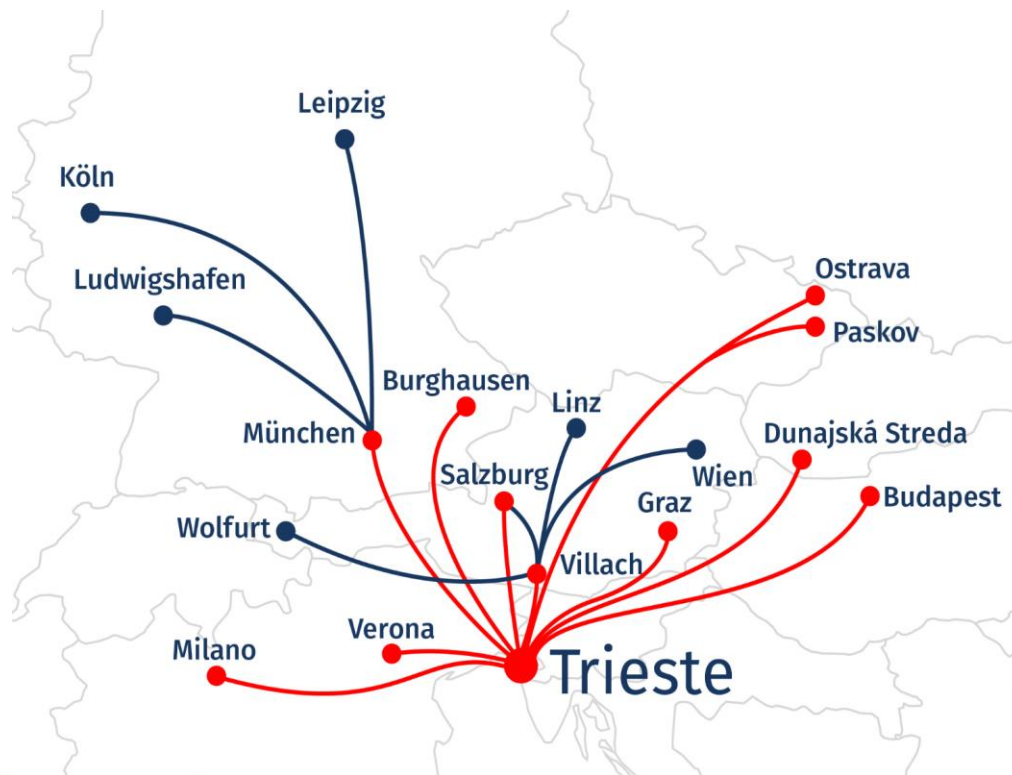 Leipzig
Köln
Ludwigshafen
Ostrava
Paskov
Burghausen
Linz
München
Dunajská Streda
Salzburg
Wien
Graz
Budapest
Wolfurt
Villach
Verona
Milano
Trieste